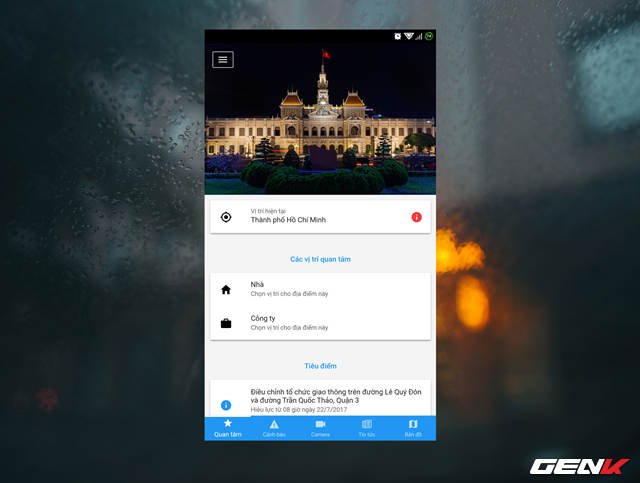 Vị trí hiện tại
Thành phố Hồ Chí Minh
Các vị trí quan tâm
Nhà
Chọn vị trí cho địa điểm này
Công ty
Chọn vị trí cho địa điểm này
Tiêu điểm
Điều chỉnh tổ chức giao thông trên đường Lê Quý Đôn
và đường Trần Quốc Thảo, Quận 3
Hiệu lực từ 08 giờ ngày 22/7/2017
Quan tâm Cảnh báo Camera Tin tức Bản đồ
GENK